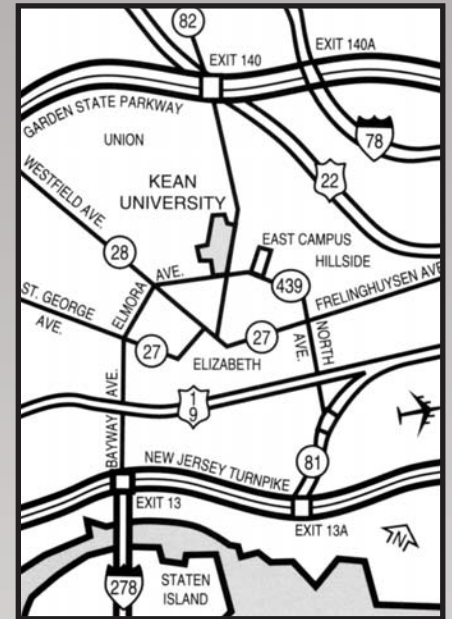 82
EXIT 140
EXIT 140A
GARDEN STATE PARKWAY
78
UNION
22
WESTFIELD AVE.
KEAN
UNIVERSITY
EAST CAMPUS
HILLSIDE
28
AVE.
439
ST. GEORGE
AVE.
ELMORA
FRELINGHUYSEN AVE
27
27
NORTH
AVE.
ELIZABETH
1
9
BAYWAY AVE.
81
NEW JERSEY TURNPIKE
EXIT 13
EXIT 13A
N
278
STATEN
ISLAND